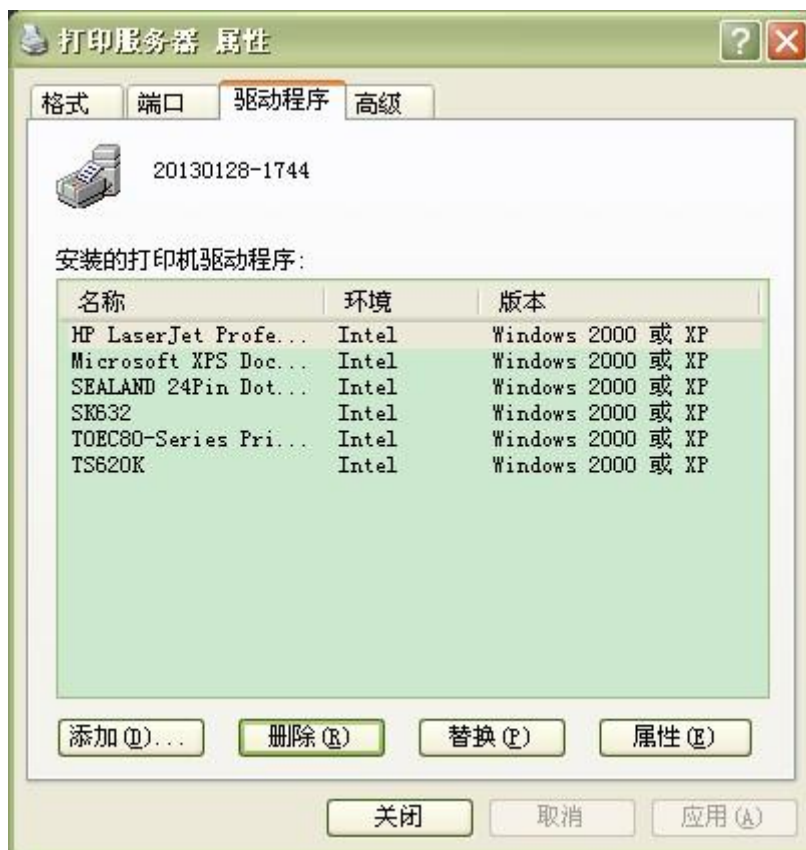 打印服务器 属性
格式 端口 驱动程序 高级
20130128-1744
安装的打印机驱动程序:
名称 环境 版本
HP LaserJet Profe... Intel Windows 2000 或 XP
Microsoft XPS Doc... Intel Windows 2000 或 XP
SEALAND 24Pin Dot... Intel Windows 2000 或 XP
SK632 Intel Windows 2000 或 XP
TOEC80-Series Pri... Intel Windows 2000 或 XP
TS620K Intel Windows 2000 或 XP
添加(D)... 删除(R) 替换(P) 属性(E)
关闭 取消 应用(A)